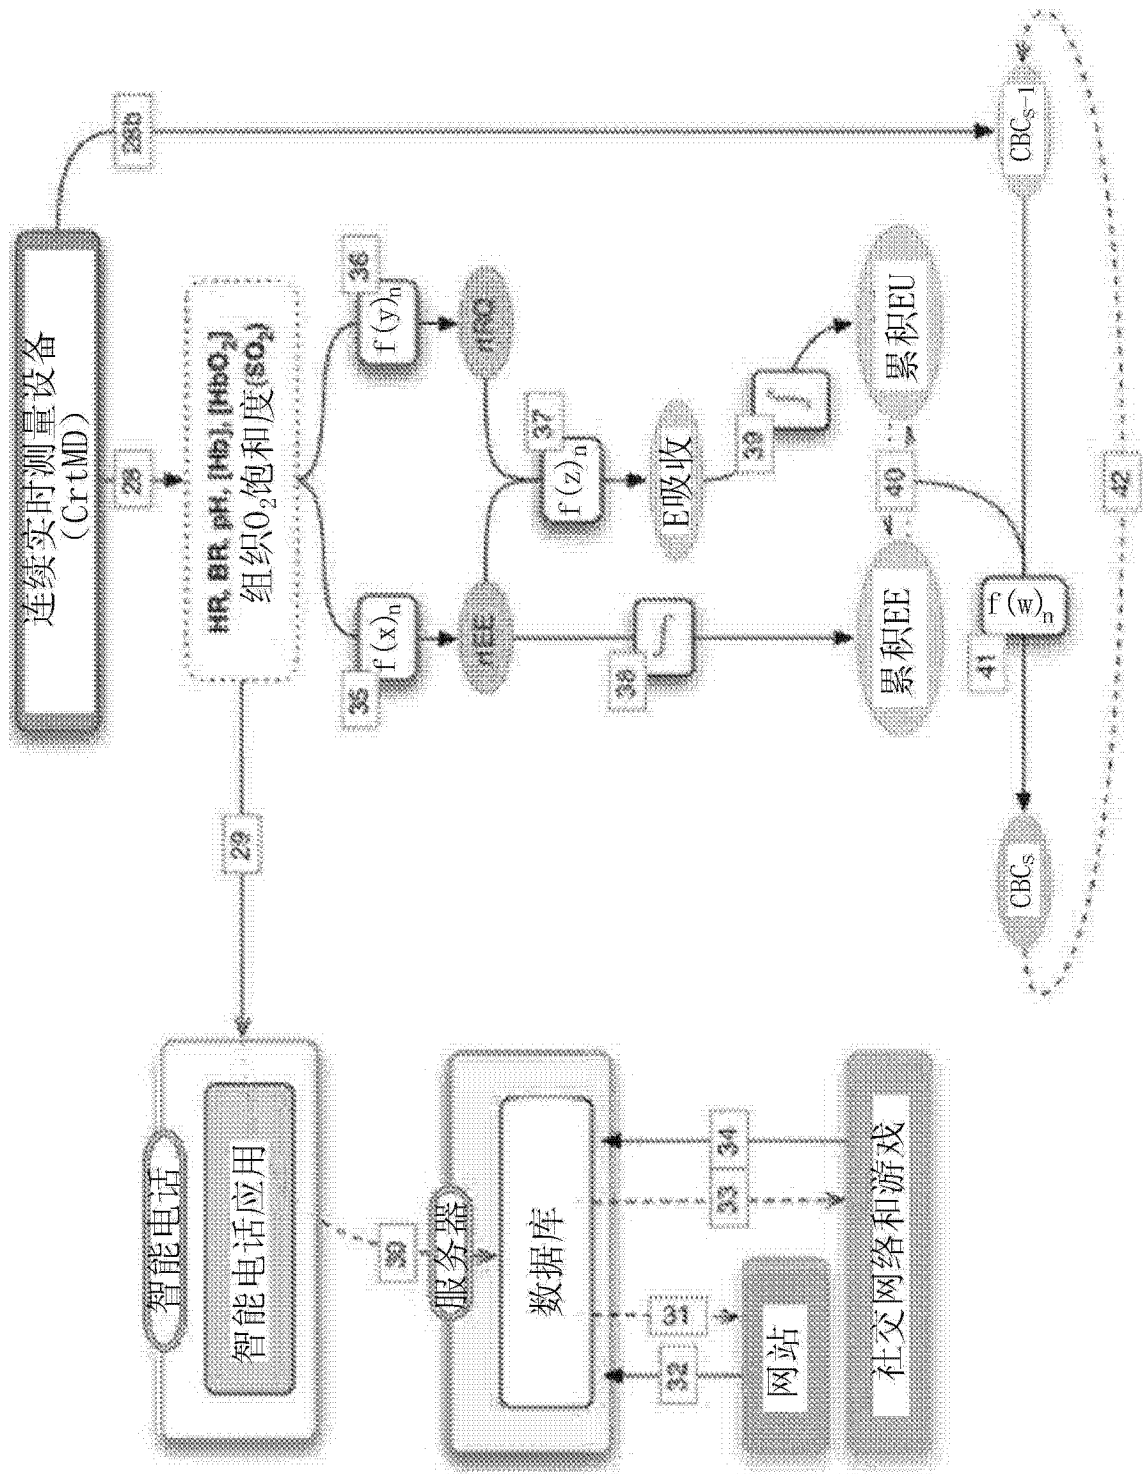 连续实时测量设备
(CrtMD)
28
28b
HR, BR, pH, [Hb], [HbO₂]
组织O₂饱和度(SO₂)
29
智能电话
智能电话应用
30
服务器
数据库
31
32
33
34
网站
社交网络和游戏
35
f(x)ₙ
36
f(y)ₙ
nEE
nRQ
37
f(z)ₙ
E吸收
38
∫
39
∫
累积EE
40
累积EU
41
f(w)ₙ
CBCₛ
CBCₛ₋₁
42